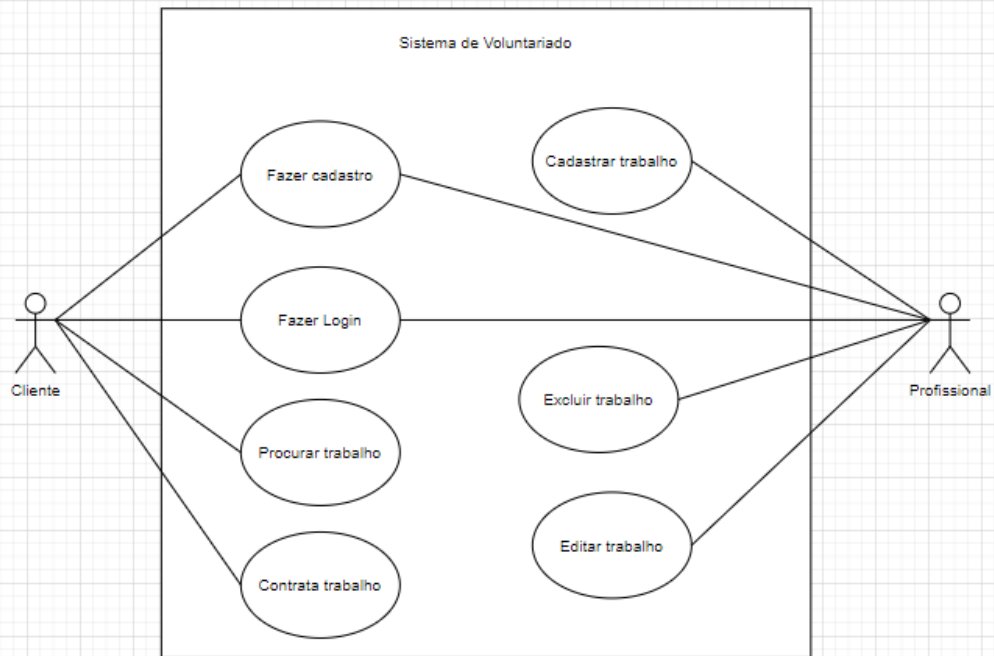 Sistema de Voluntariado
Fazer cadastro
Cadastrar trabalho
Fazer Login
Cliente
Profissional
Excluir trabalho
Procurar trabalho
Editar trabalho
Contrata trabalho